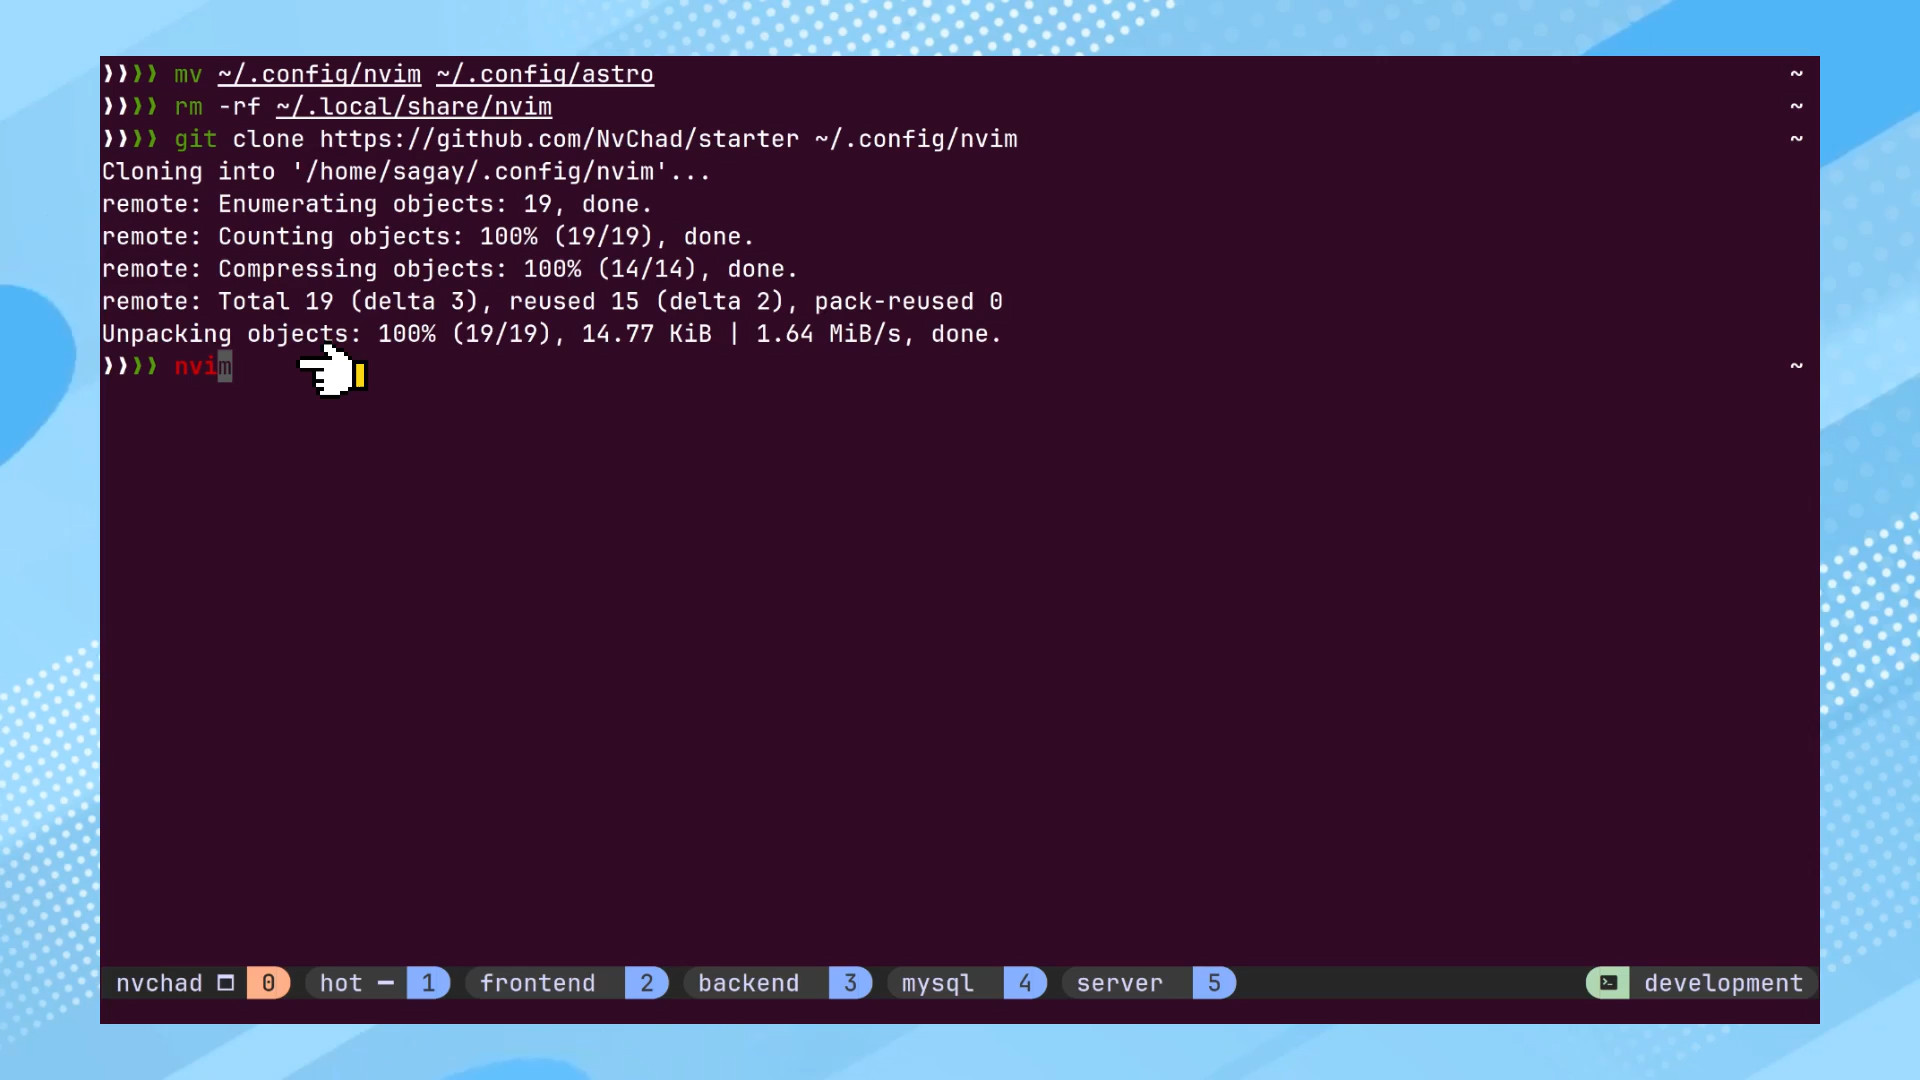 ❫❫❫❫ mv ~/.config/nvim ~/.config/astro ~
❫❫❫❫ rm -rf ~/.local/share/nvim ~
❫❫❫❫ git clone https://github.com/NvChad/starter ~/.config/nvim ~
Cloning into '/home/sagay/.config/nvim'...
remote: Enumerating objects: 19, done.
remote: Counting objects: 100% (19/19), done.
remote: Compressing objects: 100% (14/14), done.
remote: Total 19 (delta 3), reused 15 (delta 2), pack-reused 0
Unpacking objects: 100% (19/19), 14.77 KiB | 1.64 MiB/s, done.
❫❫❫❫ nvim ~
nvchad 0 hot 1 frontend 2 backend 3 mysql 4 server 5 development